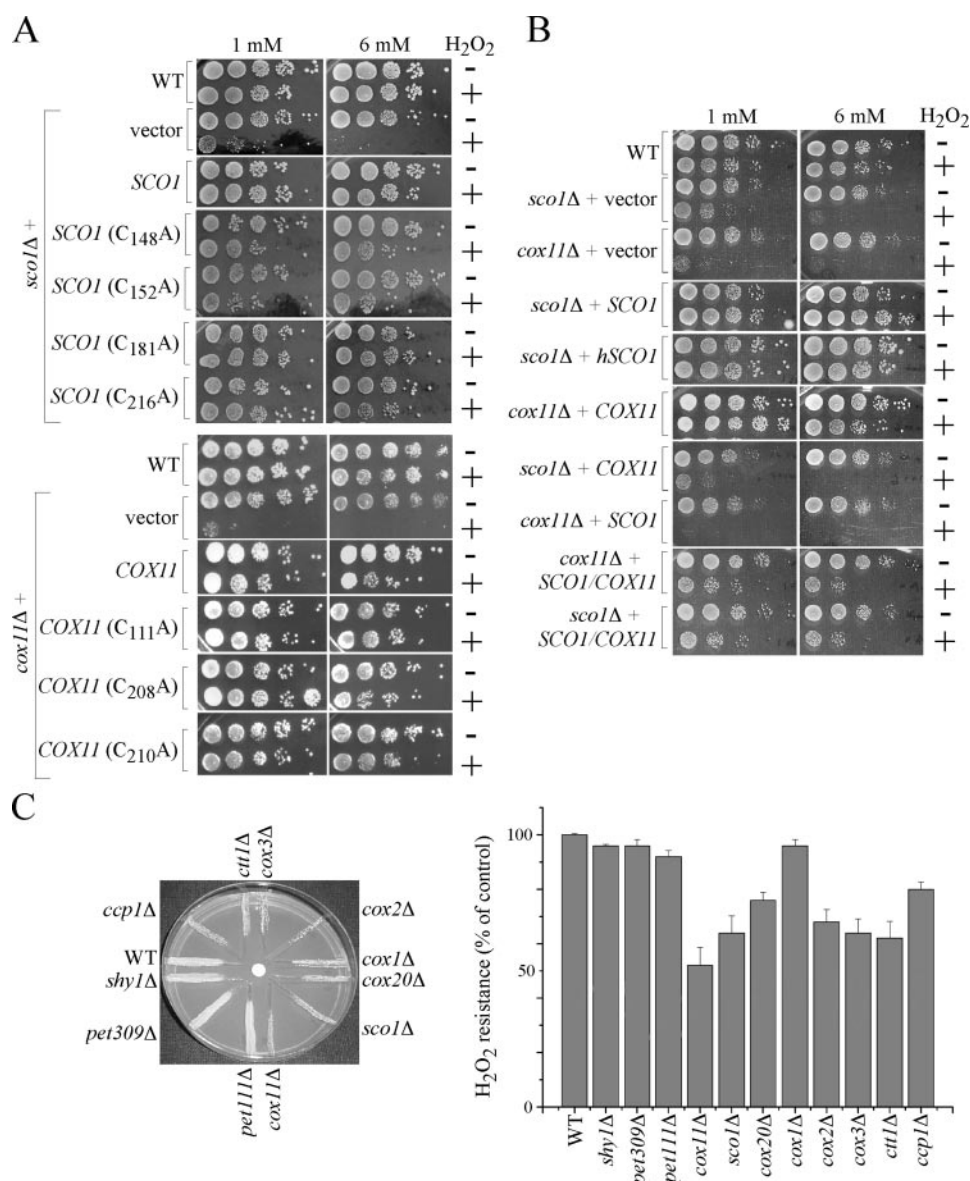 A
1 mM 6 mM H₂O₂
WT - +
vector - +
SCO1 - +
SCO1 (C₁₄₈A) - +
SCO1 (C₁₅₂A) - +
SCO1 (C₁₈₁A) - +
SCO1 (C₂₁₆A) - +
sco1Δ +
WT - +
vector - +
COX11 - +
COX11 (C₁₁₁A) - +
COX11 (C₂₀₈A) - +
COX11 (C₂₁₀A) - +
cox11Δ +
B
1 mM 6 mM H₂O₂
WT - +
sco1Δ + vector - +
cox11Δ + vector - +
sco1Δ + SCO1 - +
sco1Δ + hSCO1 - +
cox11Δ + COX11 - +
sco1Δ + COX11 - +
cox11Δ + SCO1 - +
cox11Δ +
SCO1/COX11 - +
sco1Δ +
SCO1/COX11 - +
C
ctt1Δ
cox3Δ
ccp1Δ
cox2Δ
WT
cox1Δ
shy1Δ
cox20Δ
pet309Δ
sco1Δ
pet111Δ
cox11Δ
H₂O₂ resistance (% of control)
100
50
0
WT
shy1Δ
pet309Δ
pet111Δ
cox11Δ
sco1Δ
cox20Δ
cox1Δ
cox2Δ
cox3Δ
ctt1Δ
ccp1Δ